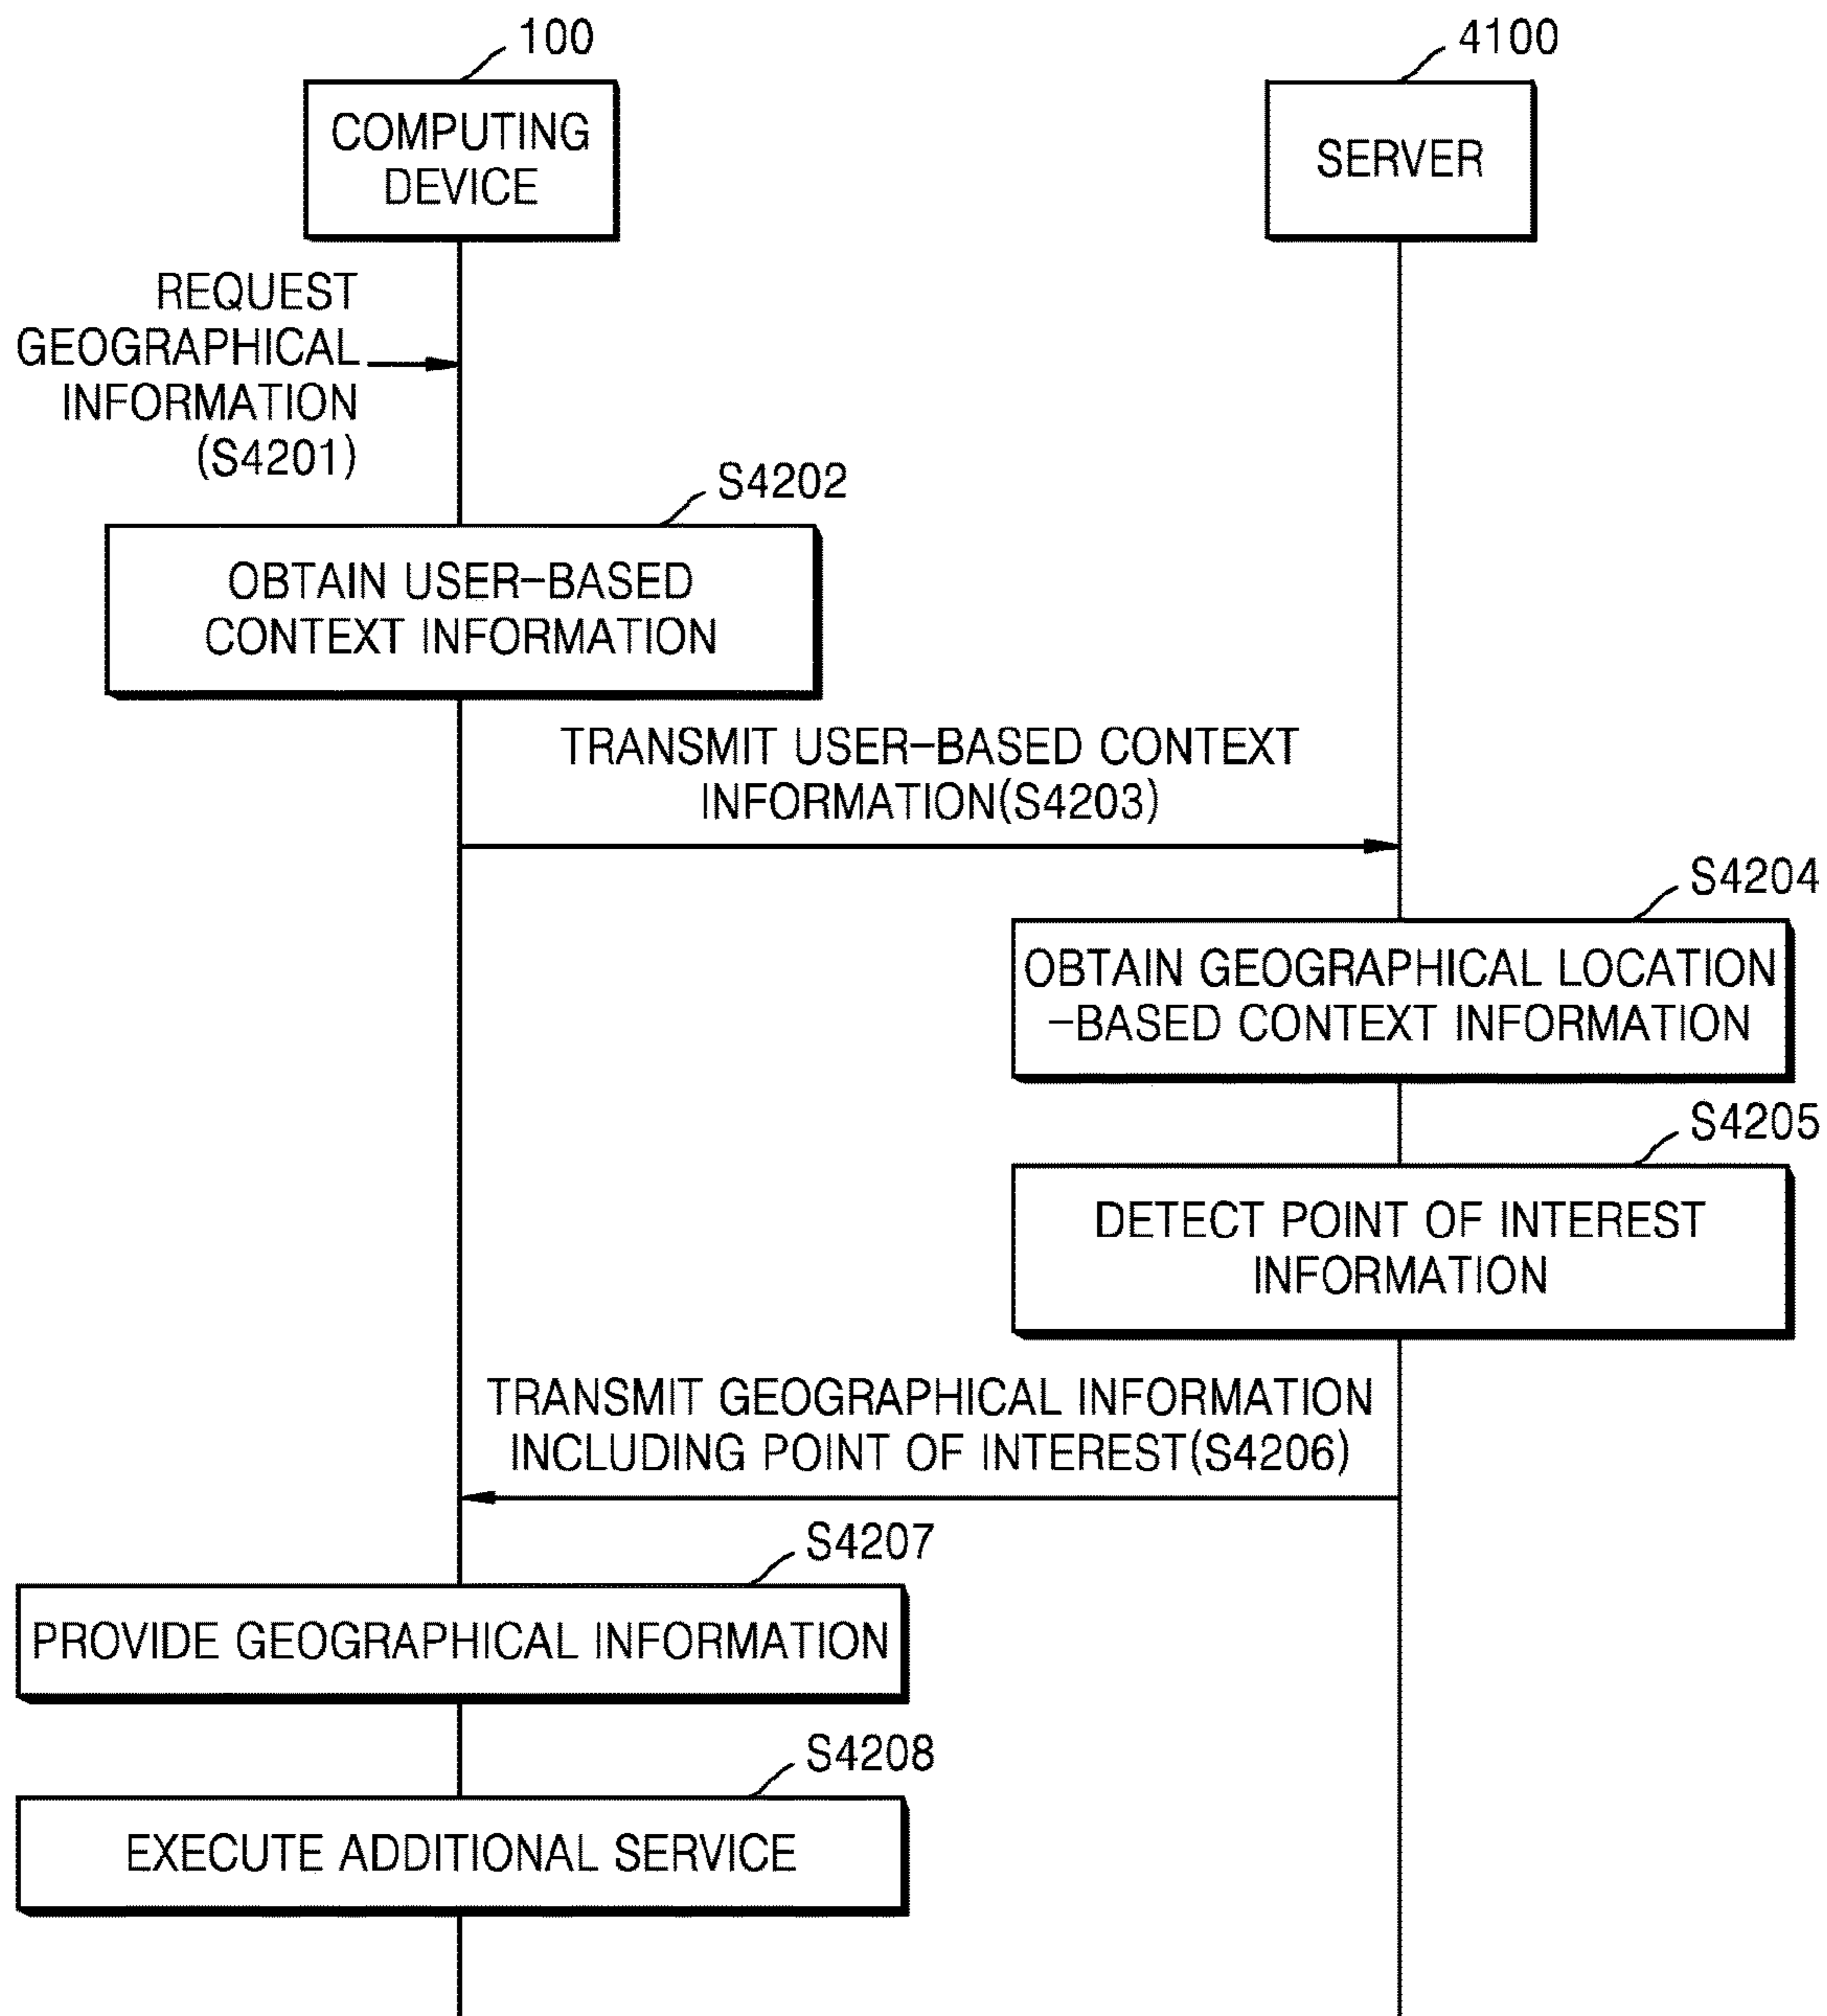 100
4100
COMPUTING
DEVICE
SERVER
REQUEST
GEOGRAPHICAL
INFORMATION
(S4201)
S4202
OBTAIN USER-BASED
CONTEXT INFORMATION
TRANSMIT USER-BASED CONTEXT
INFORMATION(S4203)
S4204
OBTAIN GEOGRAPHICAL LOCATION
-BASED CONTEXT INFORMATION
S4205
DETECT POINT OF INTEREST
INFORMATION
TRANSMIT GEOGRAPHICAL INFORMATION
INCLUDING POINT OF INTEREST(S4206)
S4207
PROVIDE GEOGRAPHICAL INFORMATION
S4208
EXECUTE ADDITIONAL SERVICE